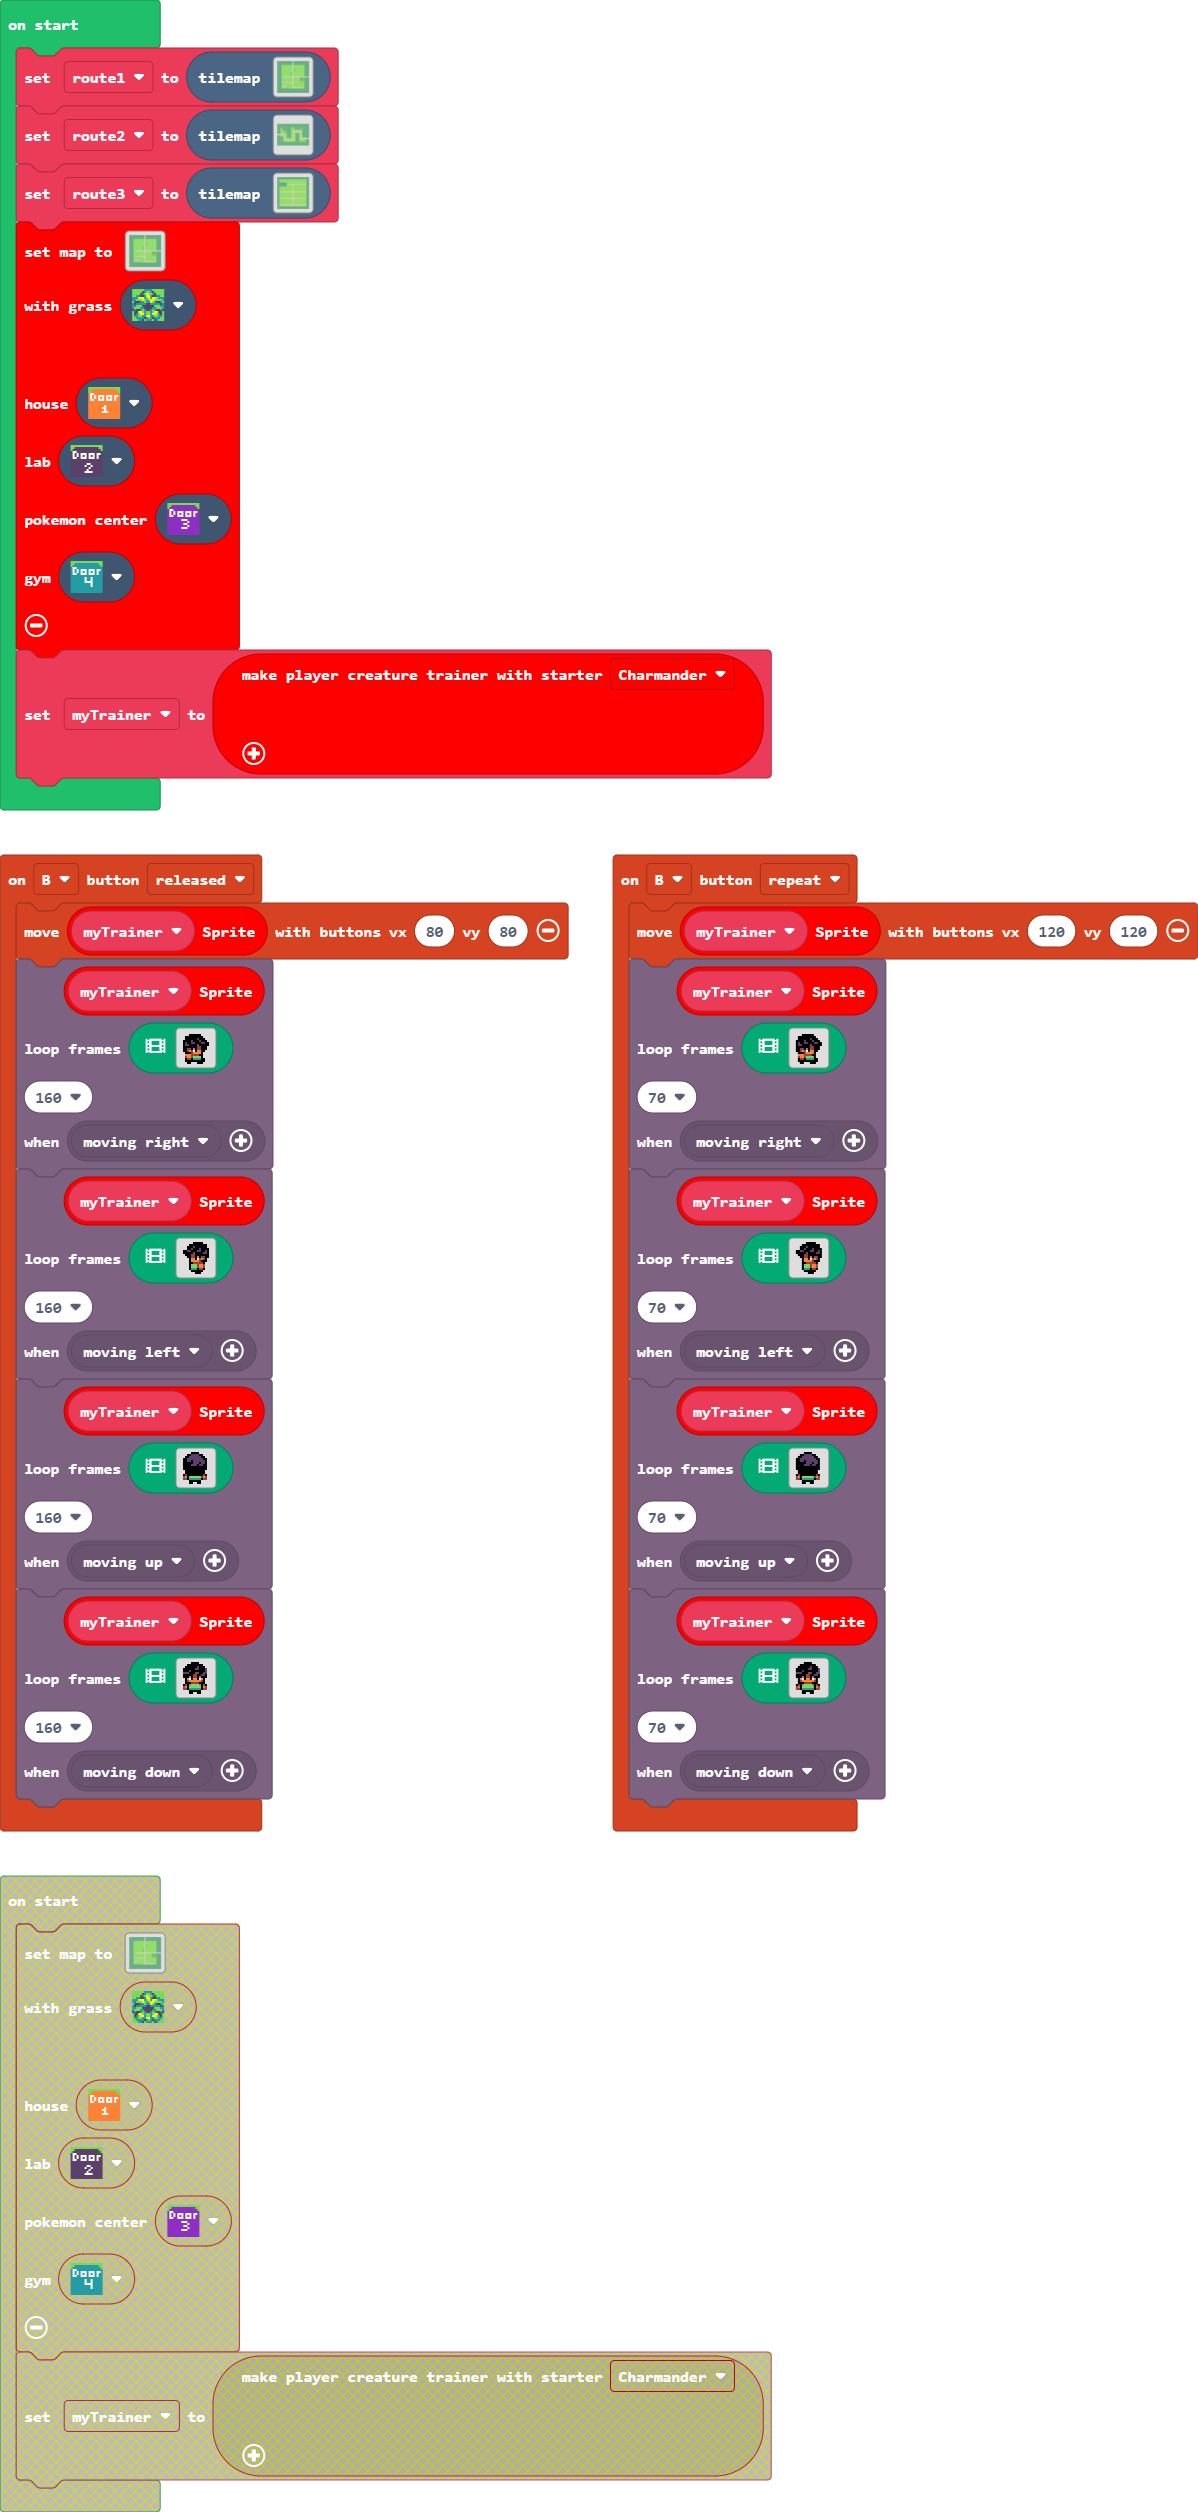 on start
set route1 to tilemap
set route2 to tilemap
set route3 to tilemap
set map to
with grass
house Door 1
lab Door 2
pokemon center Door 3
gym Door 4
make player creature trainer with starter Charmander
set myTrainer to
on B button released
move myTrainer Sprite with buttons vx 80 vy 80
myTrainer Sprite
loop frames
160
when moving right
myTrainer Sprite
loop frames
160
when moving left
myTrainer Sprite
loop frames
160
when moving up
myTrainer Sprite
loop frames
160
when moving down
on B button repeat
move myTrainer Sprite with buttons vx 120 vy 120
myTrainer Sprite
loop frames
70
when moving right
myTrainer Sprite
loop frames
70
when moving left
myTrainer Sprite
loop frames
70
when moving up
myTrainer Sprite
loop frames
70
when moving down
on start
set map to
with grass
house Door 1
lab Door 2
pokemon center Door 3
gym Door 4
make player creature trainer with starter Charmander
set myTrainer to